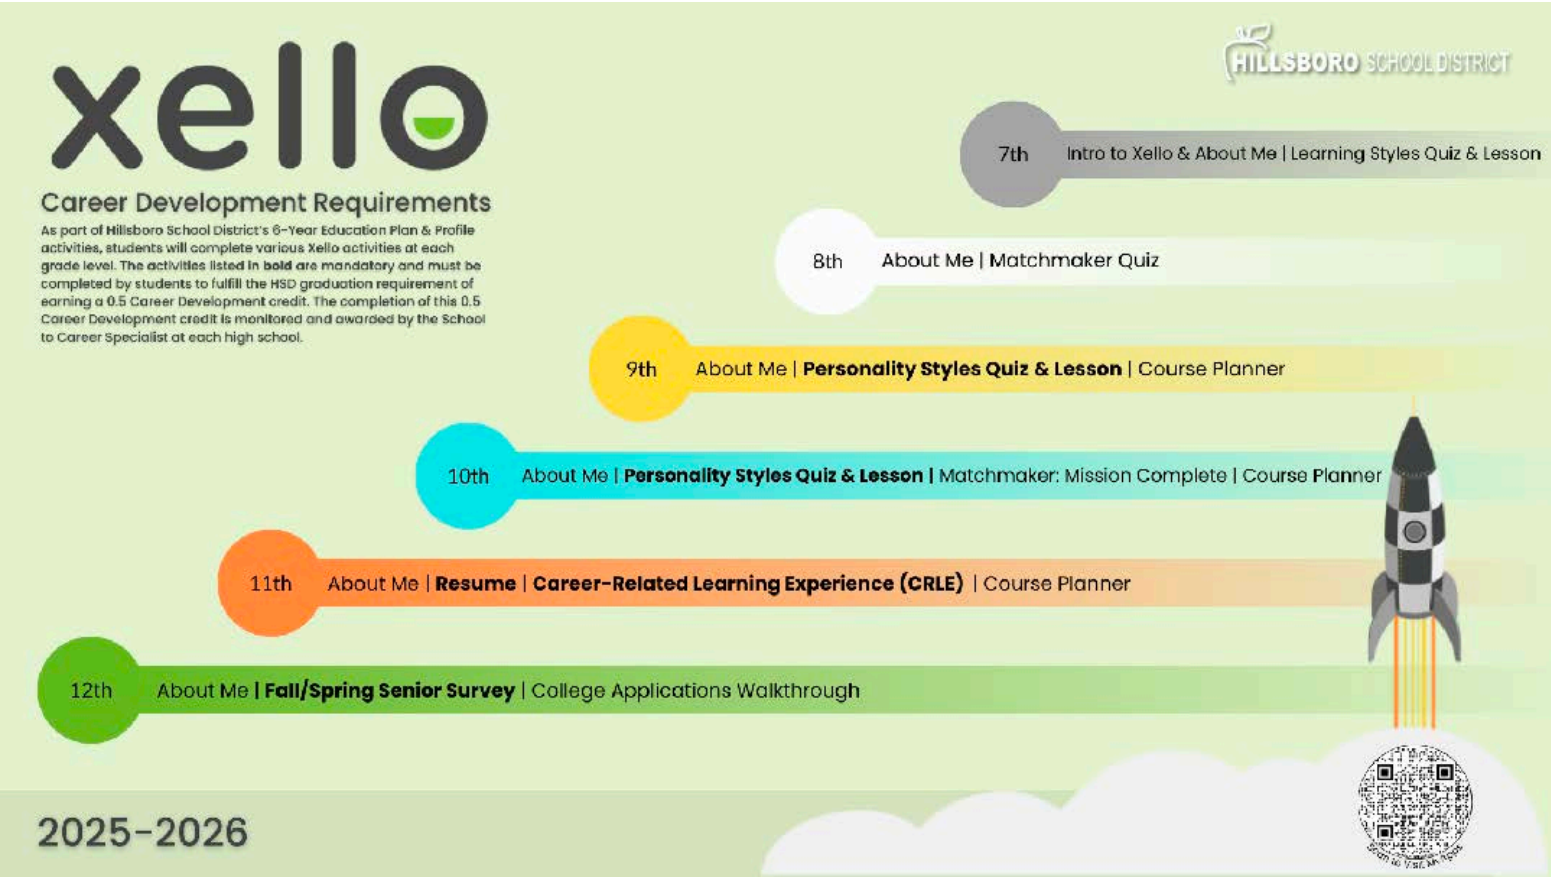 xello
HILLSBORO SCHOOL DISTRICT
Career Development Requirements
As part of Hillsboro School District's 6-Year Education Plan & Profile
activities, students will complete various Xello activities at each
grade level. The activities listed in bold are mandatory and must be
completed by students to fulfill the HSD graduation requirement of
earning a 0.5 Career Development credit. The completion of this 0.5
Career Development credit is monitored and awarded by the School
to Career Specialist at each high school.
7th Intro to Xello & About Me | Learning Styles Quiz & Lesson
8th About Me | Matchmaker Quiz
9th About Me | Personality Styles Quiz & Lesson | Course Planner
10th About Me | Personality Styles Quiz & Lesson | Matchmaker: Mission Complete | Course Planner
11th About Me | Resume | Career-Related Learning Experience (CRLE) | Course Planner
12th About Me | Fall/Spring Senior Survey | College Applications Walkthrough
2025-2026
Scan to Visit